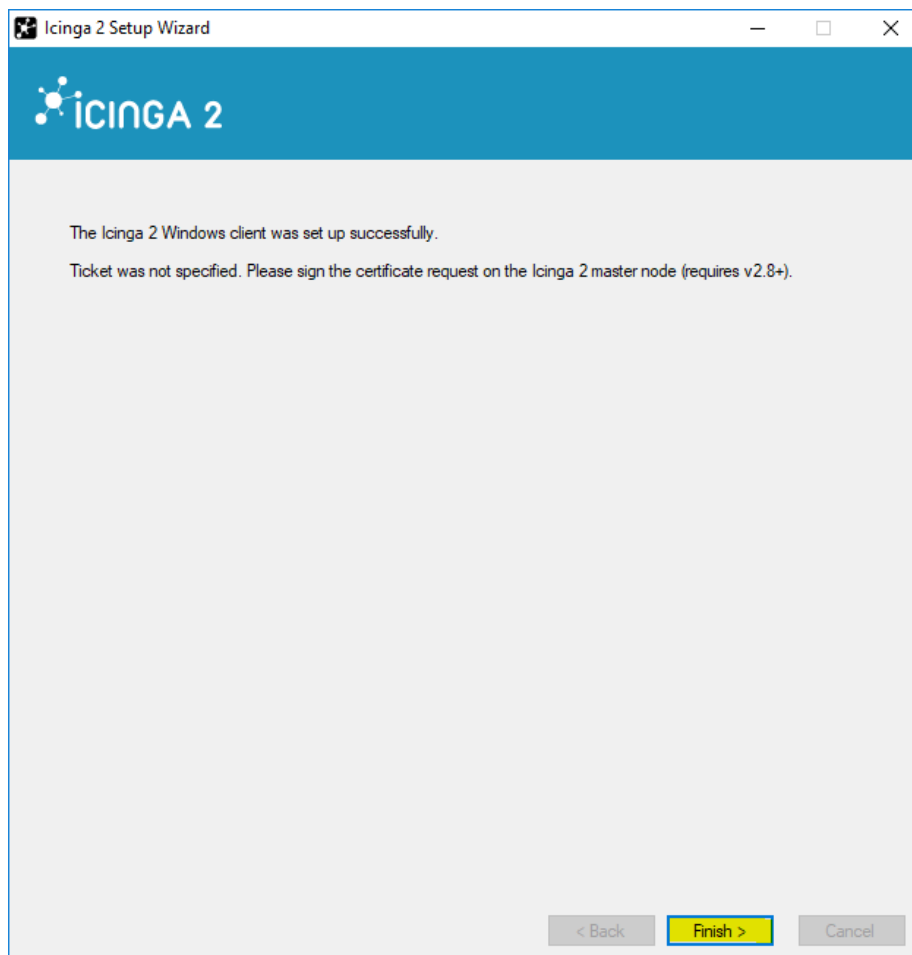 Icinga 2 Setup Wizard
ICINGA 2
The Icinga 2 Windows client was set up successfully.
Ticket was not specified. Please sign the certificate request on the Icinga 2 master node (requires v2.8+).
< Back Finish > Cancel